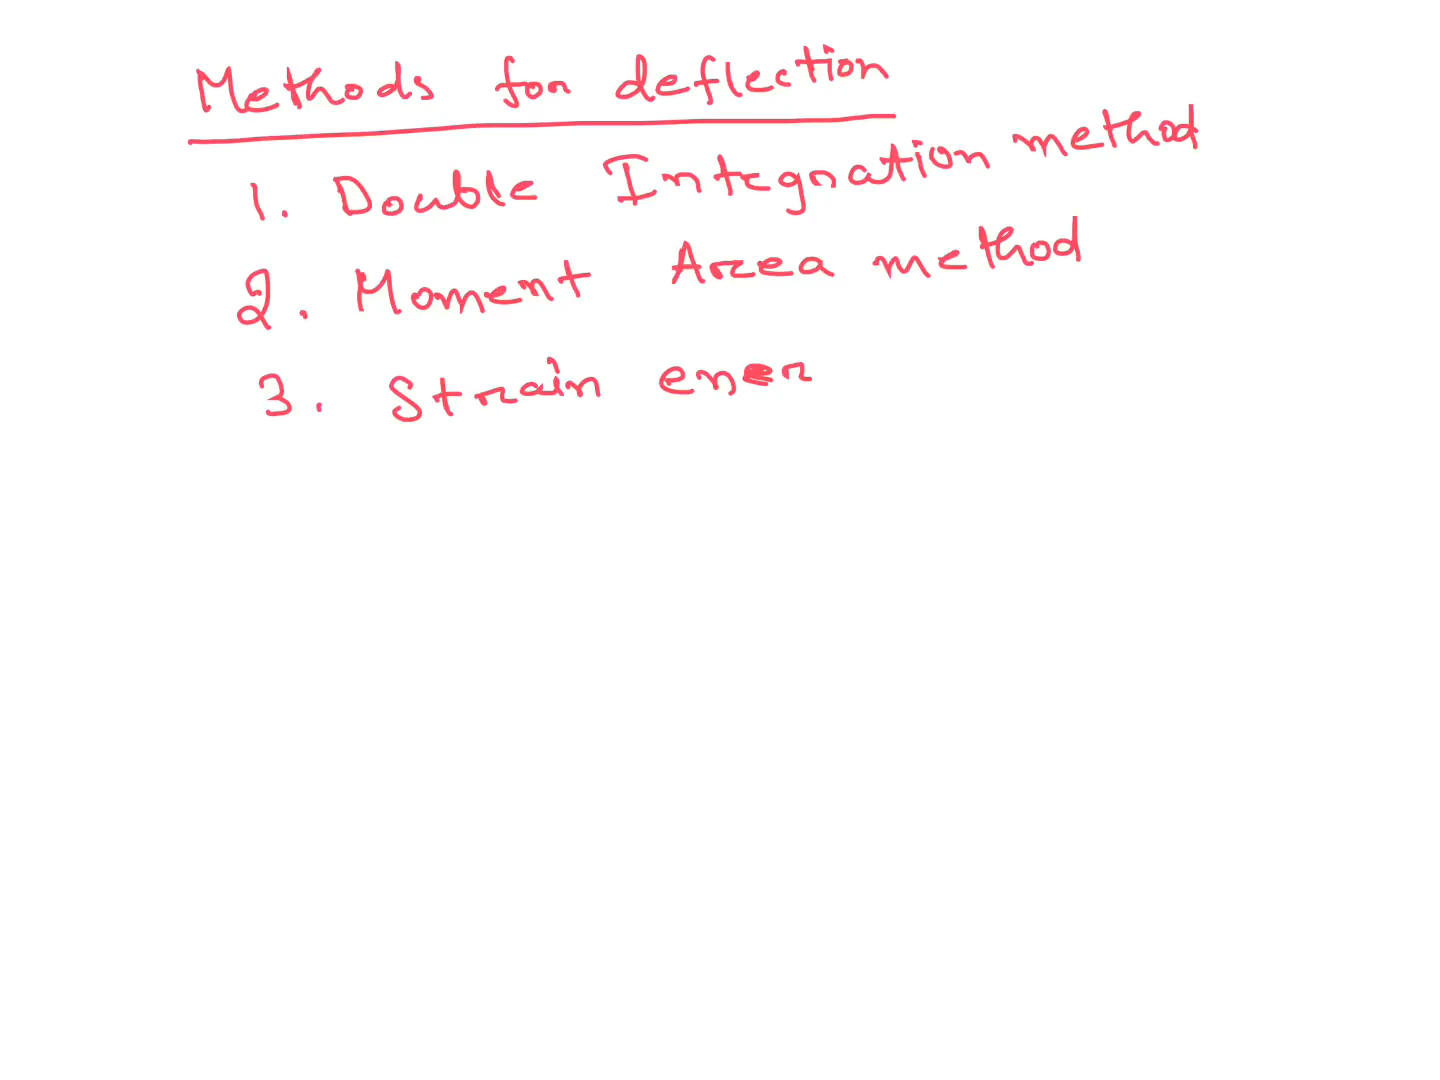 Methods for deflection
1. Double Integration method
2. Moment Area method
3. Strain ener